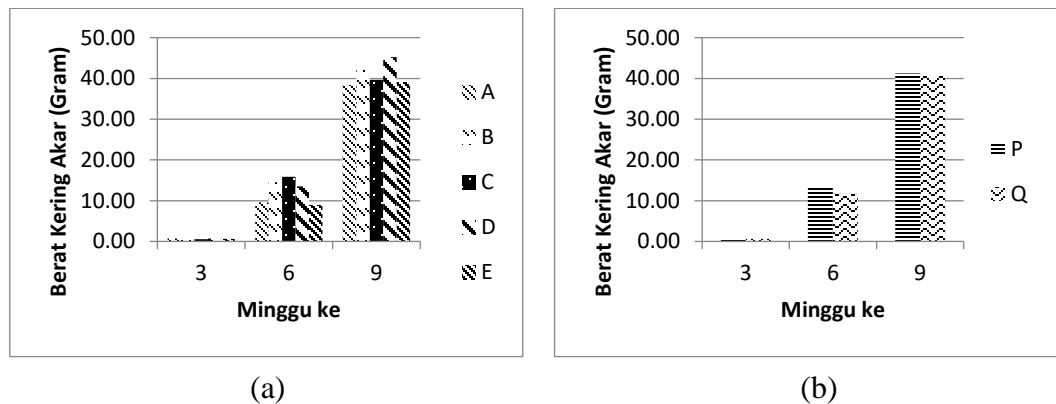 Berat Kering Akar (Gram)
50.00
40.00
30.00
20.00
10.00
0.00
3
6
9
Minggu ke
A
B
C
D
E
(a)
Berat Kering Akar (Gram)
50.00
40.00
30.00
20.00
10.00
0.00
3
6
9
Minggu ke
P
Q
(b)